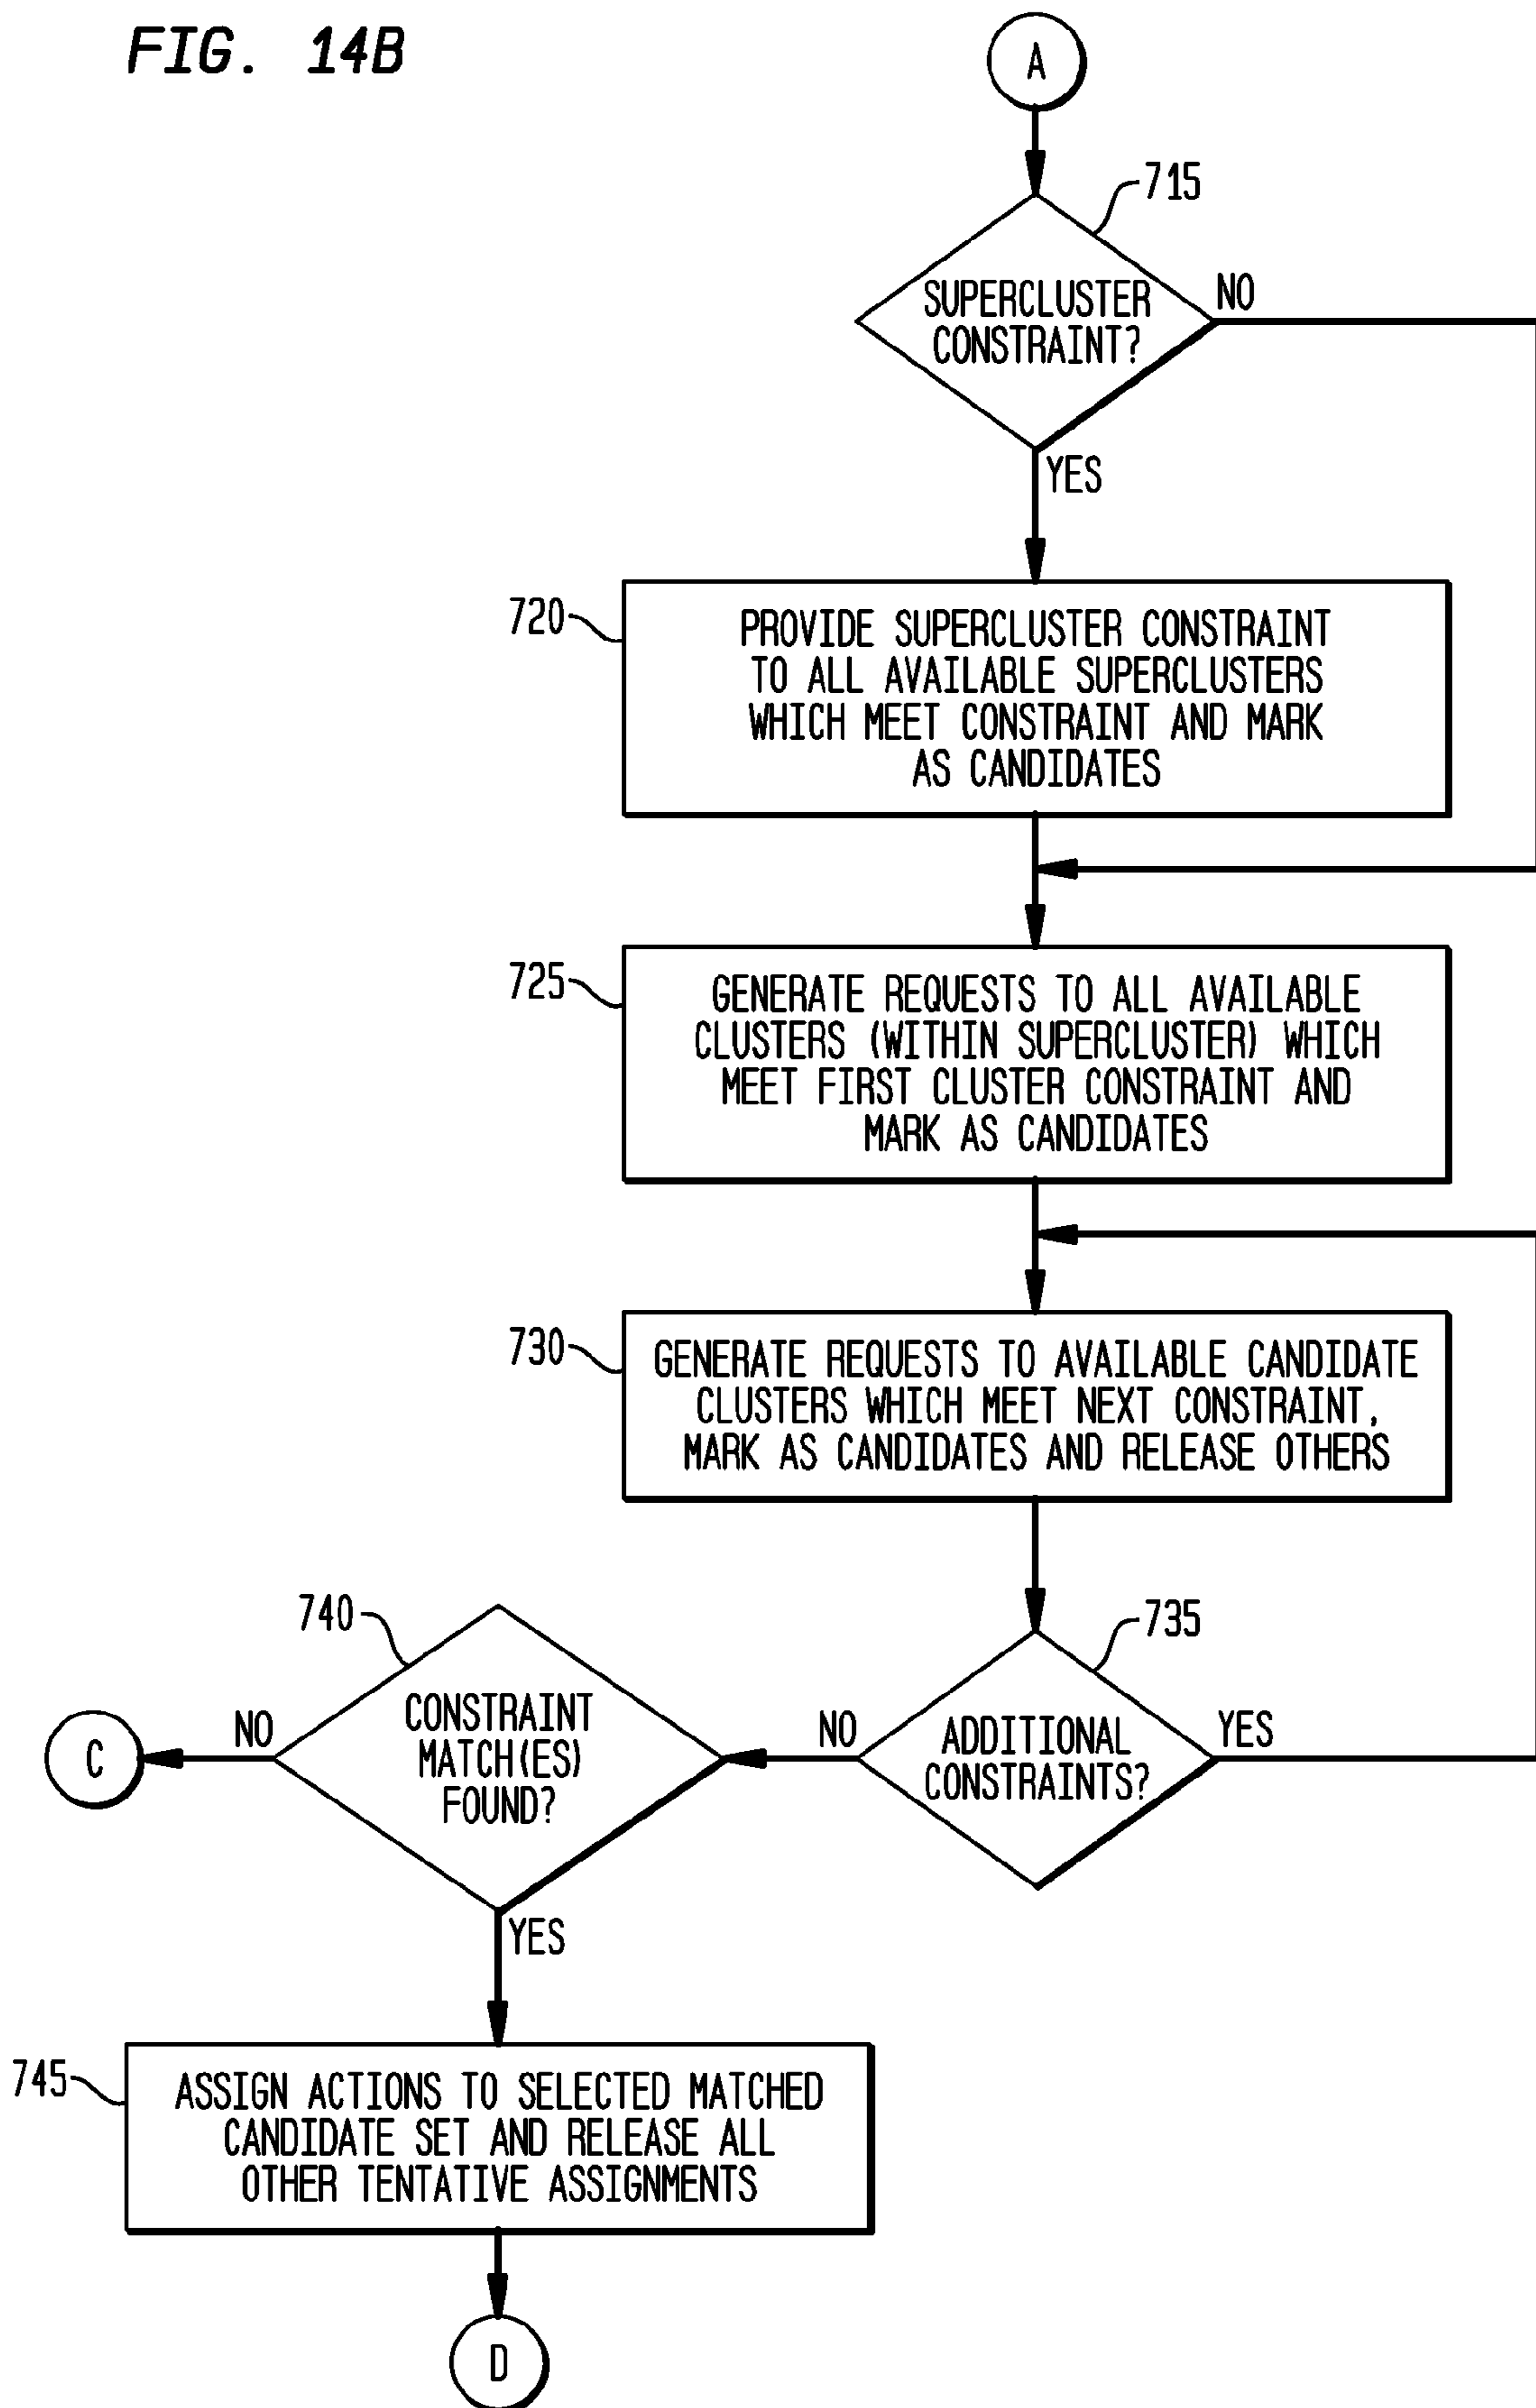 FIG. 14B
A
715
SUPERCLUSTER
CONSTRAINT?
NO
YES
720
PROVIDE SUPERCLUSTER CONSTRAINT
TO ALL AVAILABLE SUPERCLUSTERS
WHICH MEET CONSTRAINT AND MARK
AS CANDIDATES
725
GENERATE REQUESTS TO ALL AVAILABLE
CLUSTERS (WITHIN SUPERCLUSTER) WHICH
MEET FIRST CLUSTER CONSTRAINT AND
MARK AS CANDIDATES
730
GENERATE REQUESTS TO AVAILABLE CANDIDATE
CLUSTERS WHICH MEET NEXT CONSTRAINT,
MARK AS CANDIDATES AND RELEASE OTHERS
735
ADDITIONAL
CONSTRAINTS?
YES
NO
740
CONSTRAINT
MATCH(ES)
FOUND?
NO
C
YES
745
ASSIGN ACTIONS TO SELECTED MATCHED
CANDIDATE SET AND RELEASE ALL
OTHER TENTATIVE ASSIGNMENTS
D